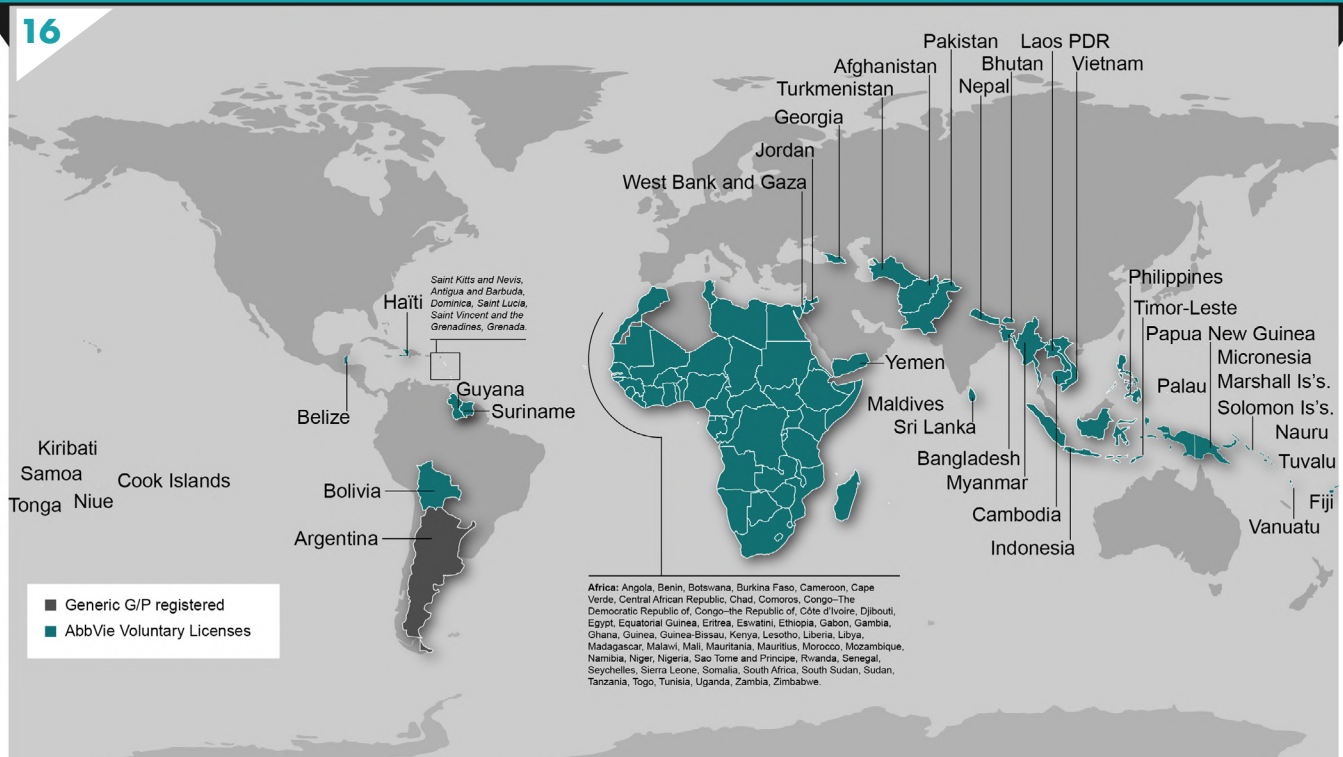 16
Pakistan
Laos PDR
Afghanistan
Bhutan
Vietnam
Turkmenistan
Nepal
Georgia
Jordan
West Bank and Gaza
Saint Kitts and Nevis,
Antigua and Barbuda,
Dominica, Saint Lucia,
Saint Vincent and the
Grenadines, Grenada.
Haïti
Philippines
Timor-Leste
Papua New Guinea
Micronesia
Palau
Marshall Is's.
Solomon Is's.
Nauru
Tuvalu
Fiji
Vanuatu
Yemen
Maldives
Sri Lanka
Bangladesh
Myanmar
Cambodia
Indonesia
Guyana
Suriname
Belize
Kiribati
Samoa
Cook Islands
Tonga
Niue
Bolivia
Argentina
Generic G/P registered
AbbVie Voluntary Licenses
Africa: Angola, Benin, Botswana, Burkina Faso, Cameroon, Cape
Verde, Central African Republic, Chad, Comoros, Congo–The
Democratic Republic of, Congo–the Republic of, Côte d'Ivoire, Djibouti,
Egypt, Equatorial Guinea, Eritrea, Eswatini, Ethiopia, Gabon, Gambia,
Ghana, Guinea, Guinea-Bissau, Kenya, Lesotho, Liberia, Libya,
Madagascar, Malawi, Mali, Mauritania, Mauritius, Morocco, Mozambique,
Namibia, Niger, Nigeria, Sao Tome and Principe, Rwanda, Senegal,
Seychelles, Sierra Leone, Somalia, South Africa, South Sudan, Sudan,
Tanzania, Togo, Tunisia, Uganda, Zambia, Zimbabwe.